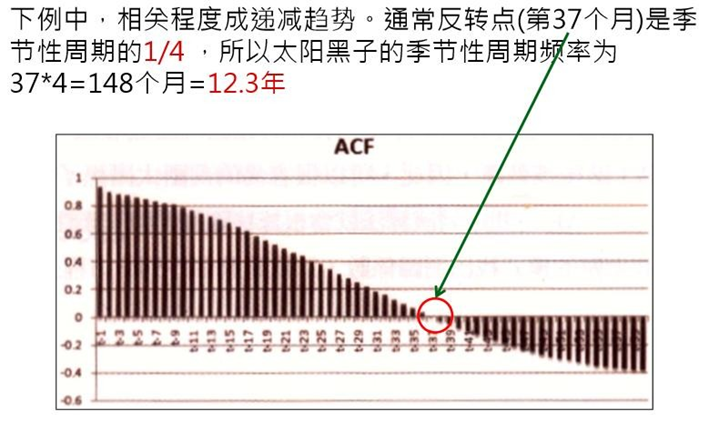 下例中，相关程度成递减趋势。通常反转点(第37个月)是季
节性周期的1/4 ，所以太阳黑子的季节性周期频率为
37*4=148个月=12.3年
ACF
1
0.8
0.6
0.4
0.2
0
-0.2
-0.4
-0.6
t-1 t-3 t-5 t-7 t-9 t-11 t-13 t-15 t-17 t-19 t-21 t-23 t-25 t-27 t-29 t-31 t-33 t-35 t-37 t-39